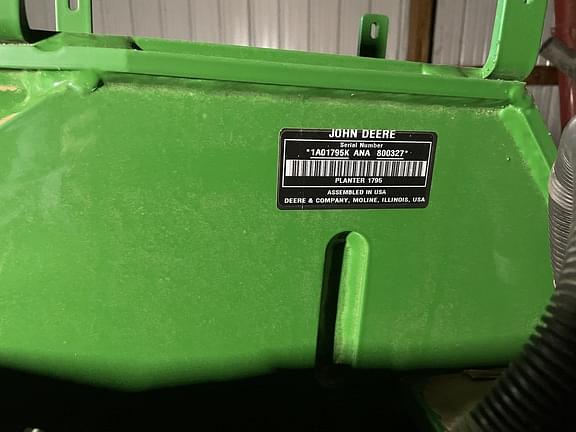 JOHN DEERE
Serial Number
*1A01795K ANA 800327*
PLANTER 1795
ASSEMBLED IN USA
DEERE & COMPANY, MOLINE, ILLINOIS, USA